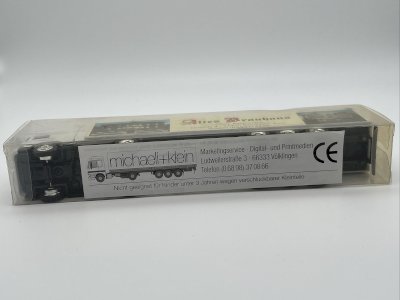 Altes Brauhaus
michaeli+klein
Marketingservice · Digital- und Printmedien
Ludweilerstraße 3 · 66333 Völklingen
Telefon (0 68 98) 37 08 66
CE
Nicht geeignet für Kinder unter 3 Jahren wegen verschluckbarer Kleinteile